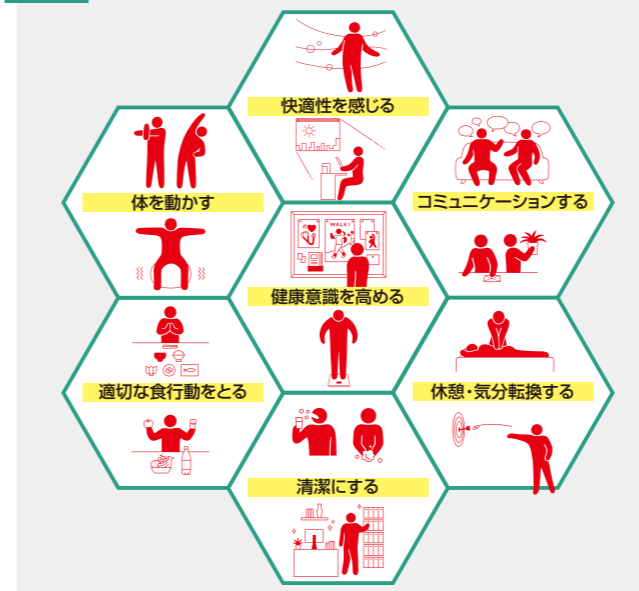 快適性を感じる
体を動かす
コミュニケーションする
WALK!
健康意識を高める
適切な食行動をとる
休憩・気分転換する
清潔にする